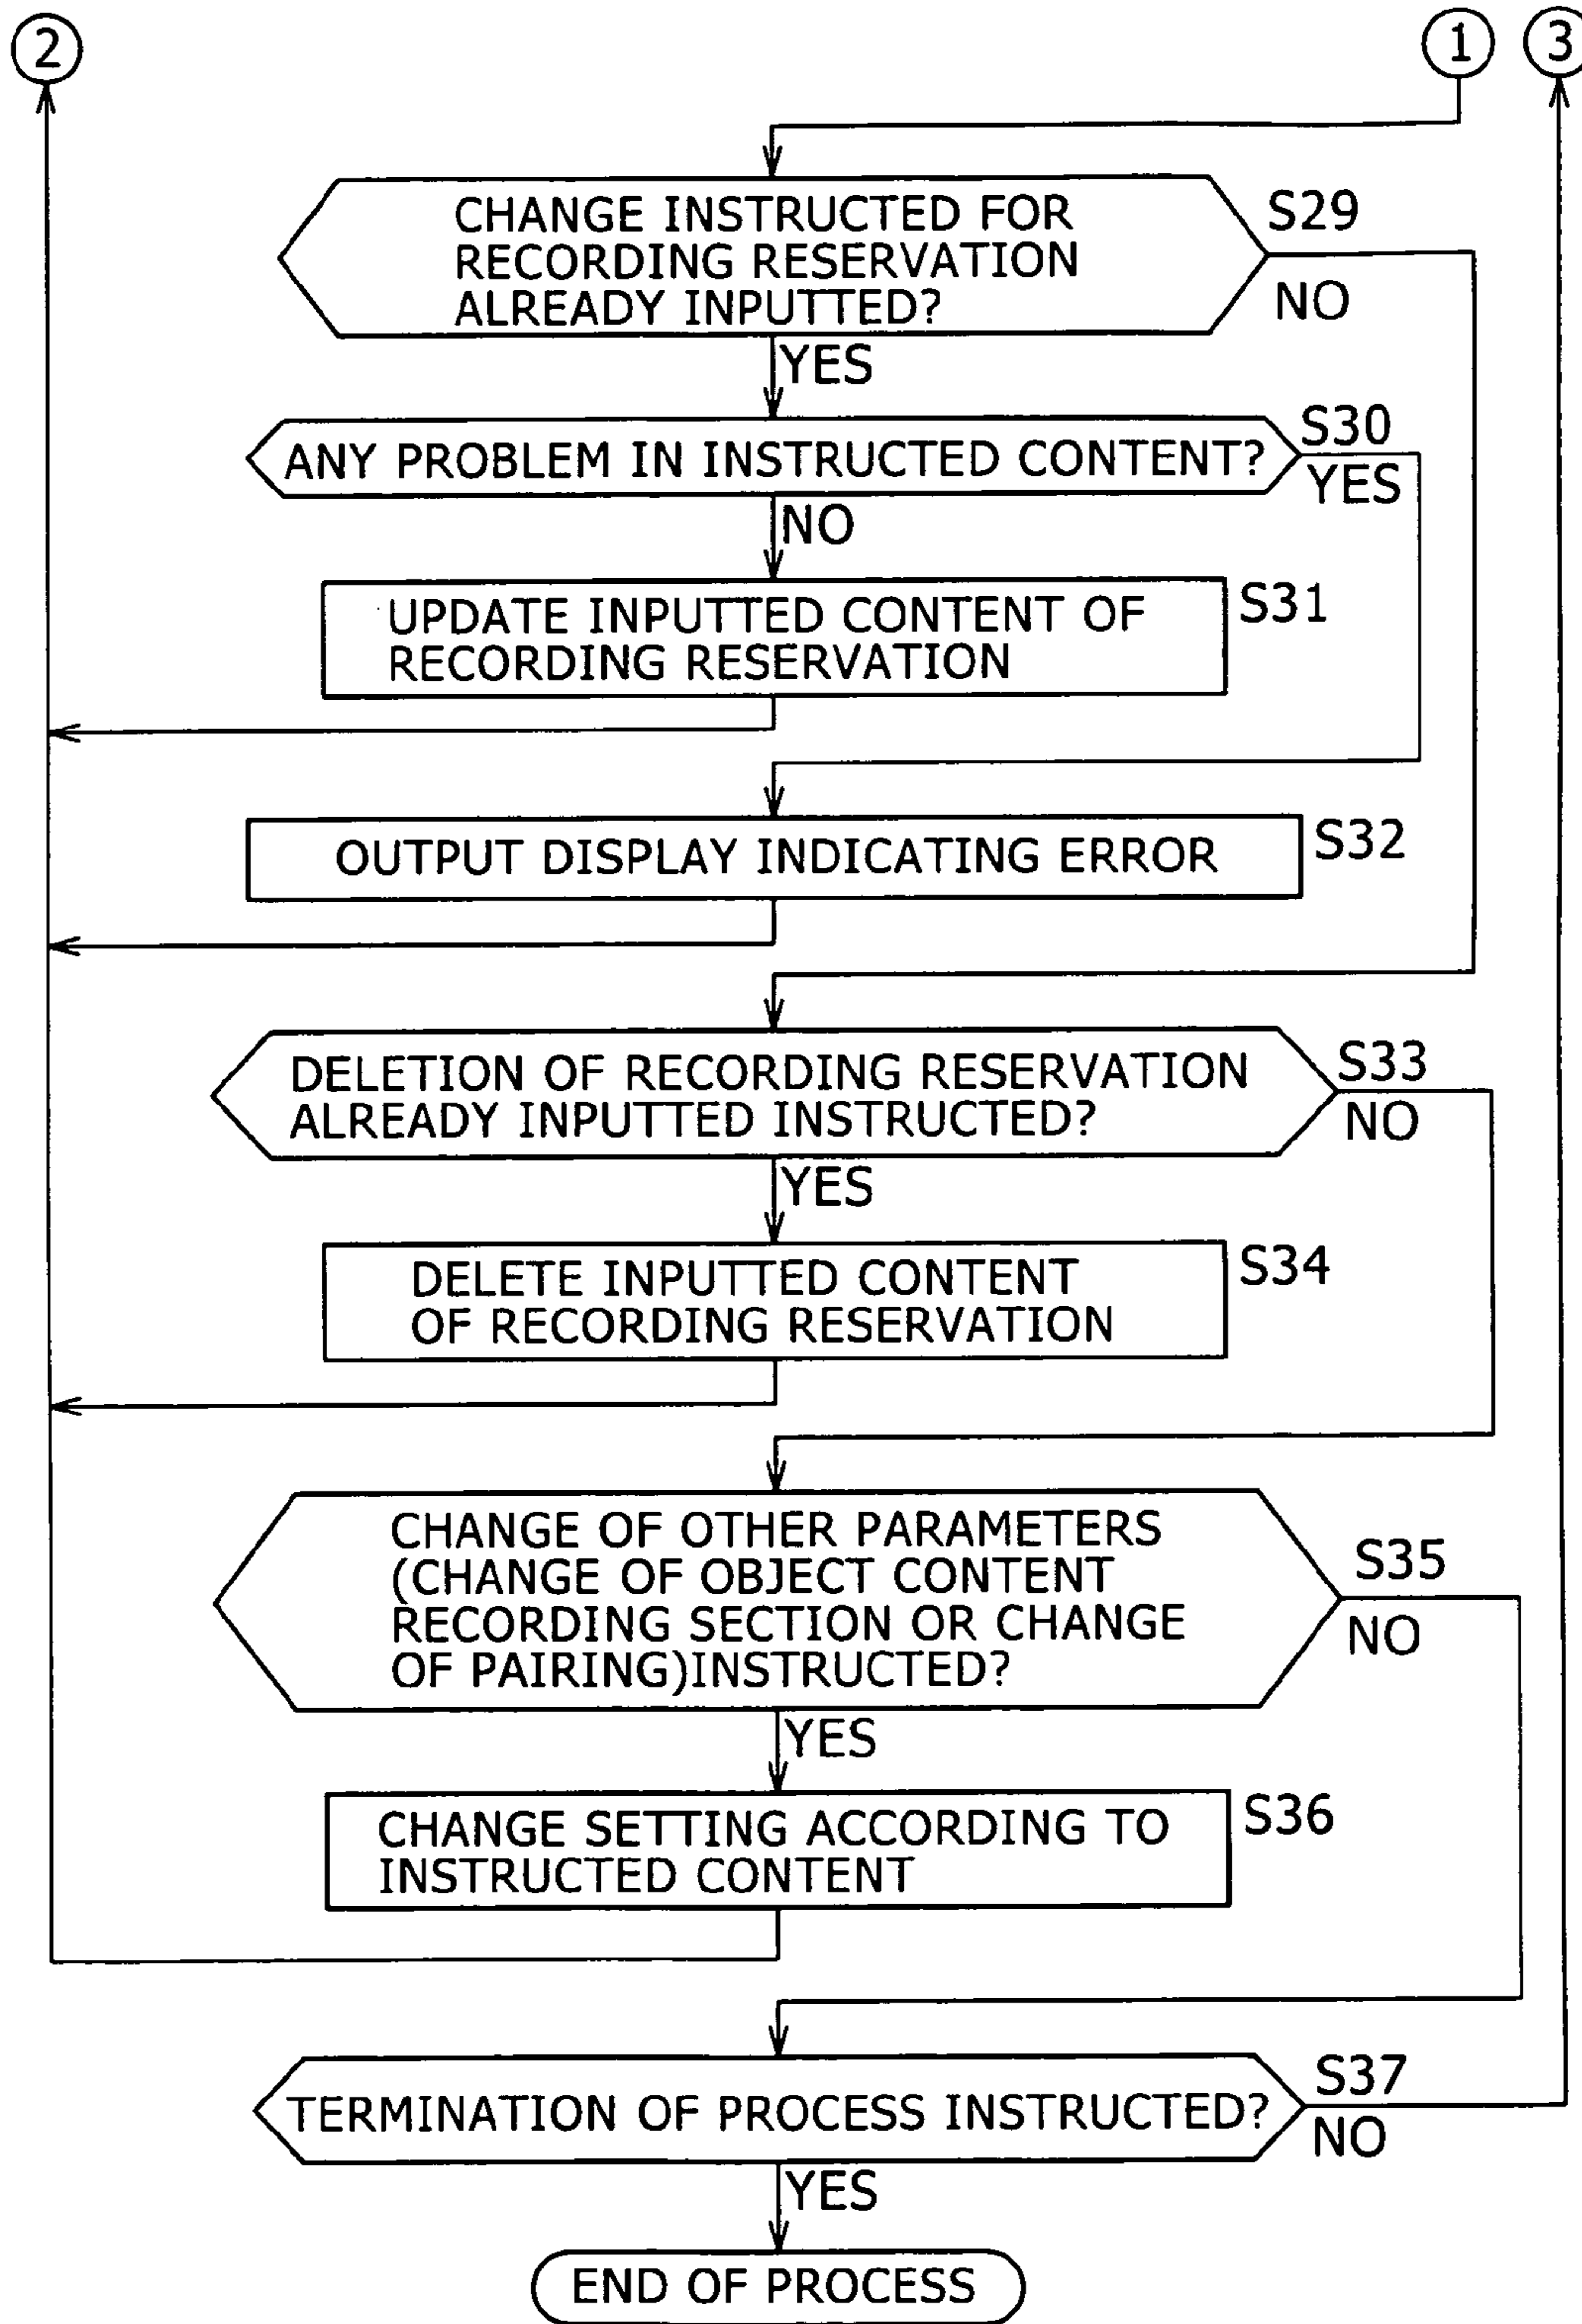 2
1
3
CHANGE INSTRUCTED FOR
RECORDING RESERVATION
ALREADY INPUTTED?
S29
NO
YES
ANY PROBLEM IN INSTRUCTED CONTENT?
S30
YES
NO
UPDATE INPUTTED CONTENT OF
RECORDING RESERVATION
S31
OUTPUT DISPLAY INDICATING ERROR
S32
DELETION OF RECORDING RESERVATION
ALREADY INPUTTED INSTRUCTED?
S33
NO
YES
DELETE INPUTTED CONTENT
OF RECORDING RESERVATION
S34
CHANGE OF OTHER PARAMETERS
(CHANGE OF OBJECT CONTENT
RECORDING SECTION OR CHANGE
OF PAIRING)INSTRUCTED?
S35
NO
YES
CHANGE SETTING ACCORDING TO
INSTRUCTED CONTENT
S36
TERMINATION OF PROCESS INSTRUCTED?
S37
NO
YES
END OF PROCESS